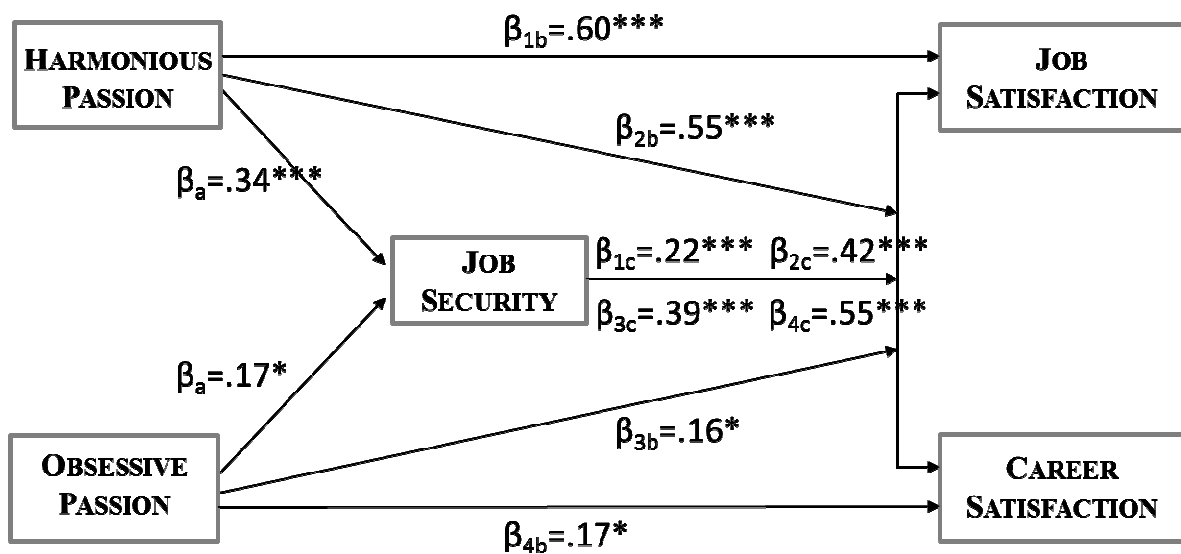 β1b=.60***
HARMONIOUS
PASSION
JOB
SATISFACTION
β2b=.55***
βa=.34***
JOB
SECURITY
β1c=.22*** β2c=.42***
β3c=.39*** β4c=.55***
βa=.17*
β3b=.16*
OBSESSIVE
PASSION
CAREER
SATISFACTION
β4b=.17*